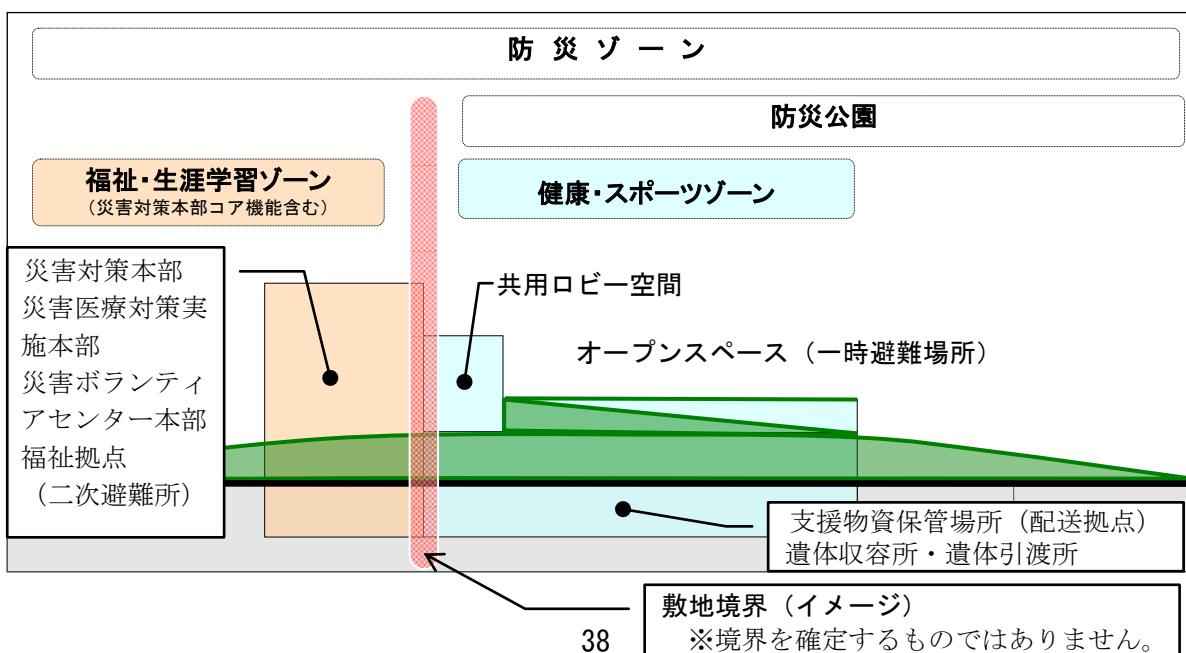 防災ゾーン
防災公園
福祉・生涯学習ゾーン
（災害対策本部コア機能含む）
健康・スポーツゾーン
災害対策本部
災害医療対策実
施本部
災害ボランティ
アセンター本部
福祉拠点
（二次避難所）
共用ロビー空間
オープンスペース（一時避難場所）
支援物資保管場所（配送拠点）
遺体収容所・遺体引渡所
敷地境界（イメージ）
※境界を確定するものではありません。
38